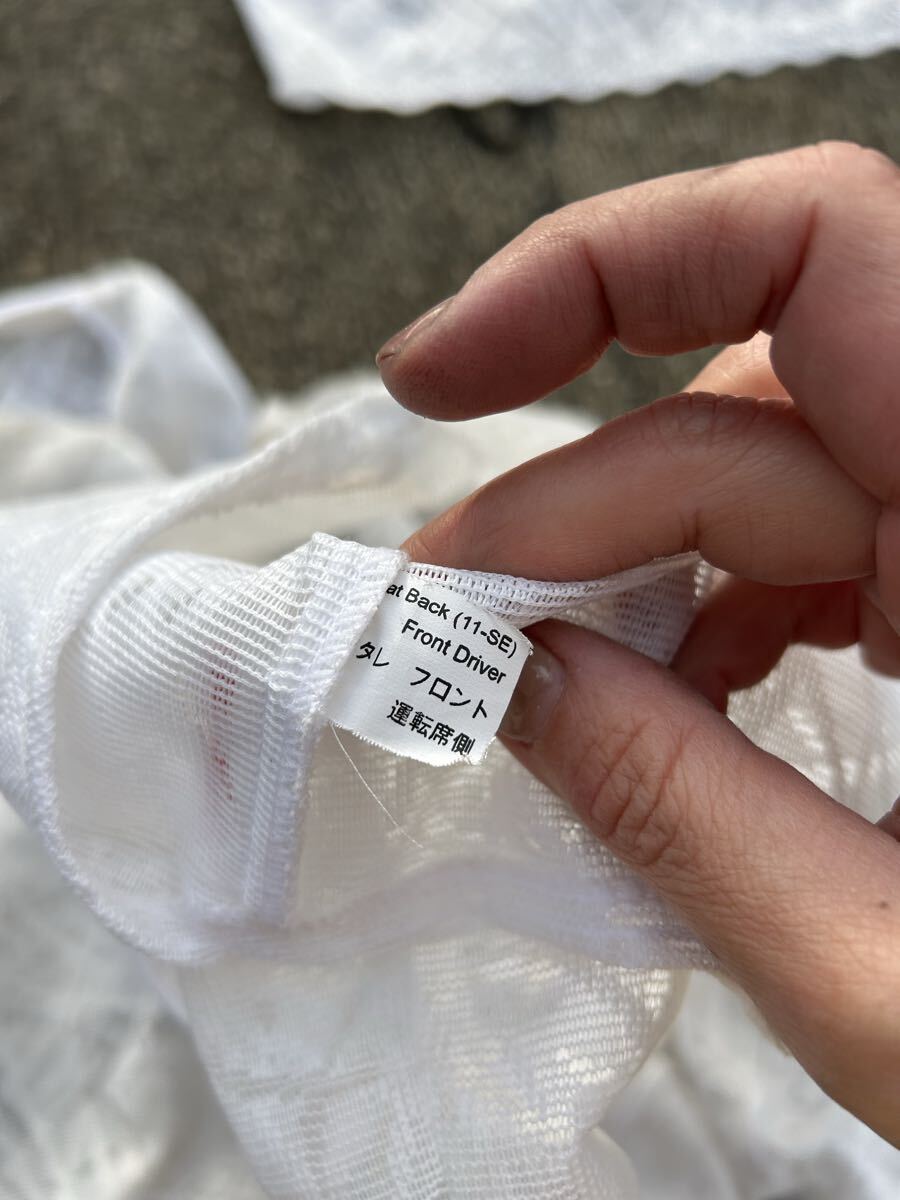 at Back (11-SE)
Front Driver
タレ フロント
運転席側